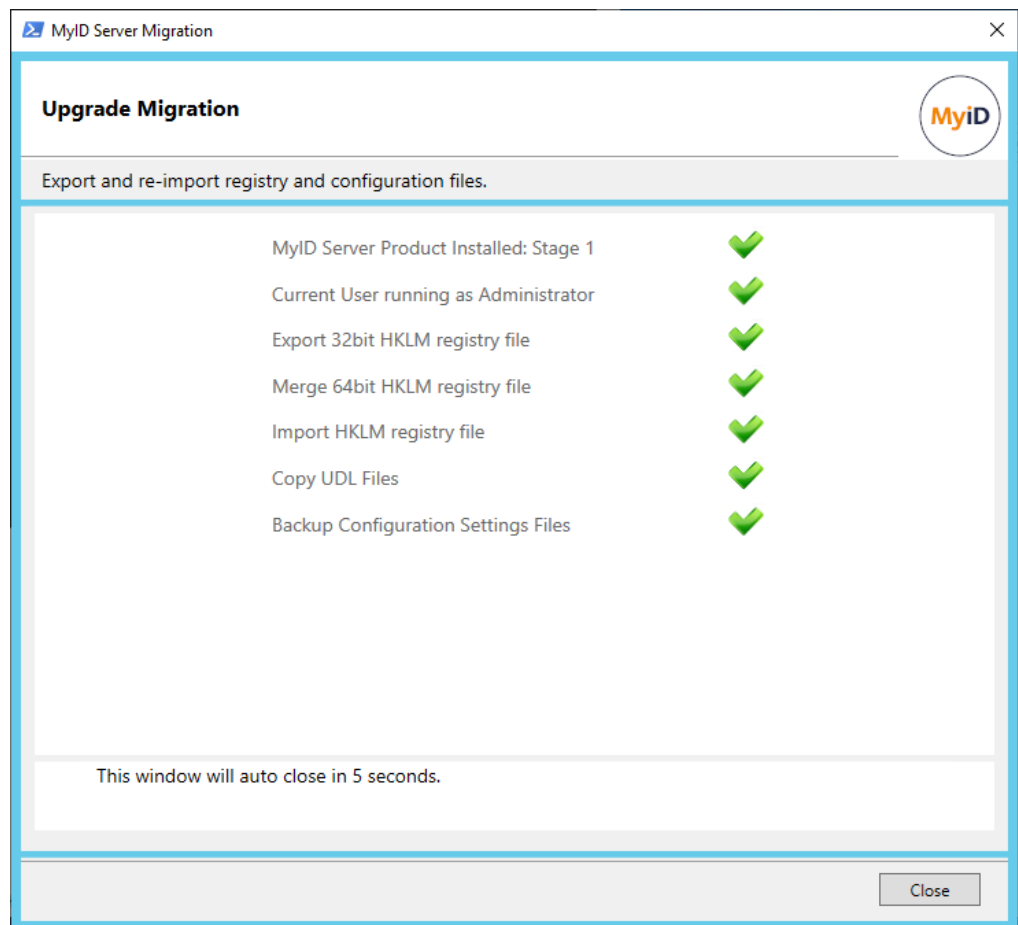 MyID Server Migration
Upgrade Migration
MyiD
Export and re-import registry and configuration files.
MyID Server Product Installed: Stage 1
Current User running as Administrator
Export 32bit HKLM registry file
Merge 64bit HKLM registry file
Import HKLM registry file
Copy UDL Files
Backup Configuration Settings Files
This window will auto close in 5 seconds.
Close